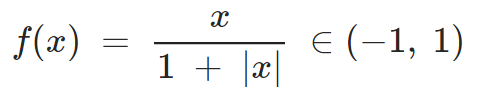 f(x) = x / (1 + |x|) ∈ (−1, 1)